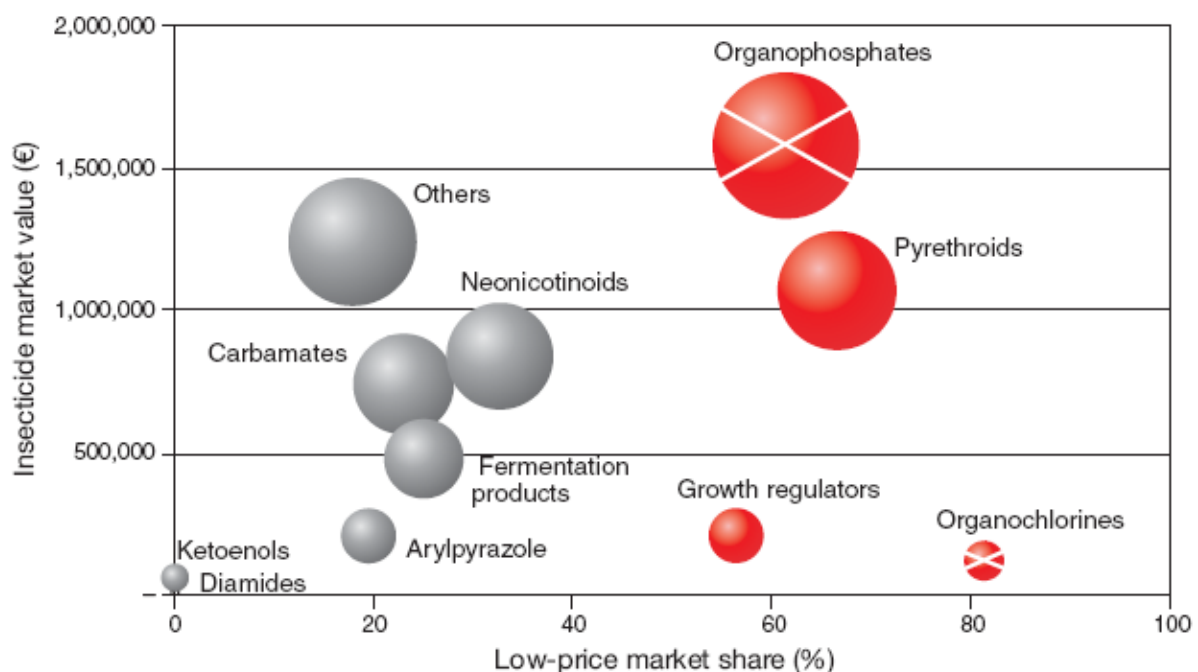 2,000,000
1,500,000
1,000,000
500,000
–
Insecticide market value (€)
Organophosphates
Others
Pyrethroids
Neonicotinoids
Carbamates
Fermentation
products
Growth regulators
Organochlorines
Arylpyrazole
Ketoenols
Diamides
0
20
40
60
80
100
Low-price market share (%)